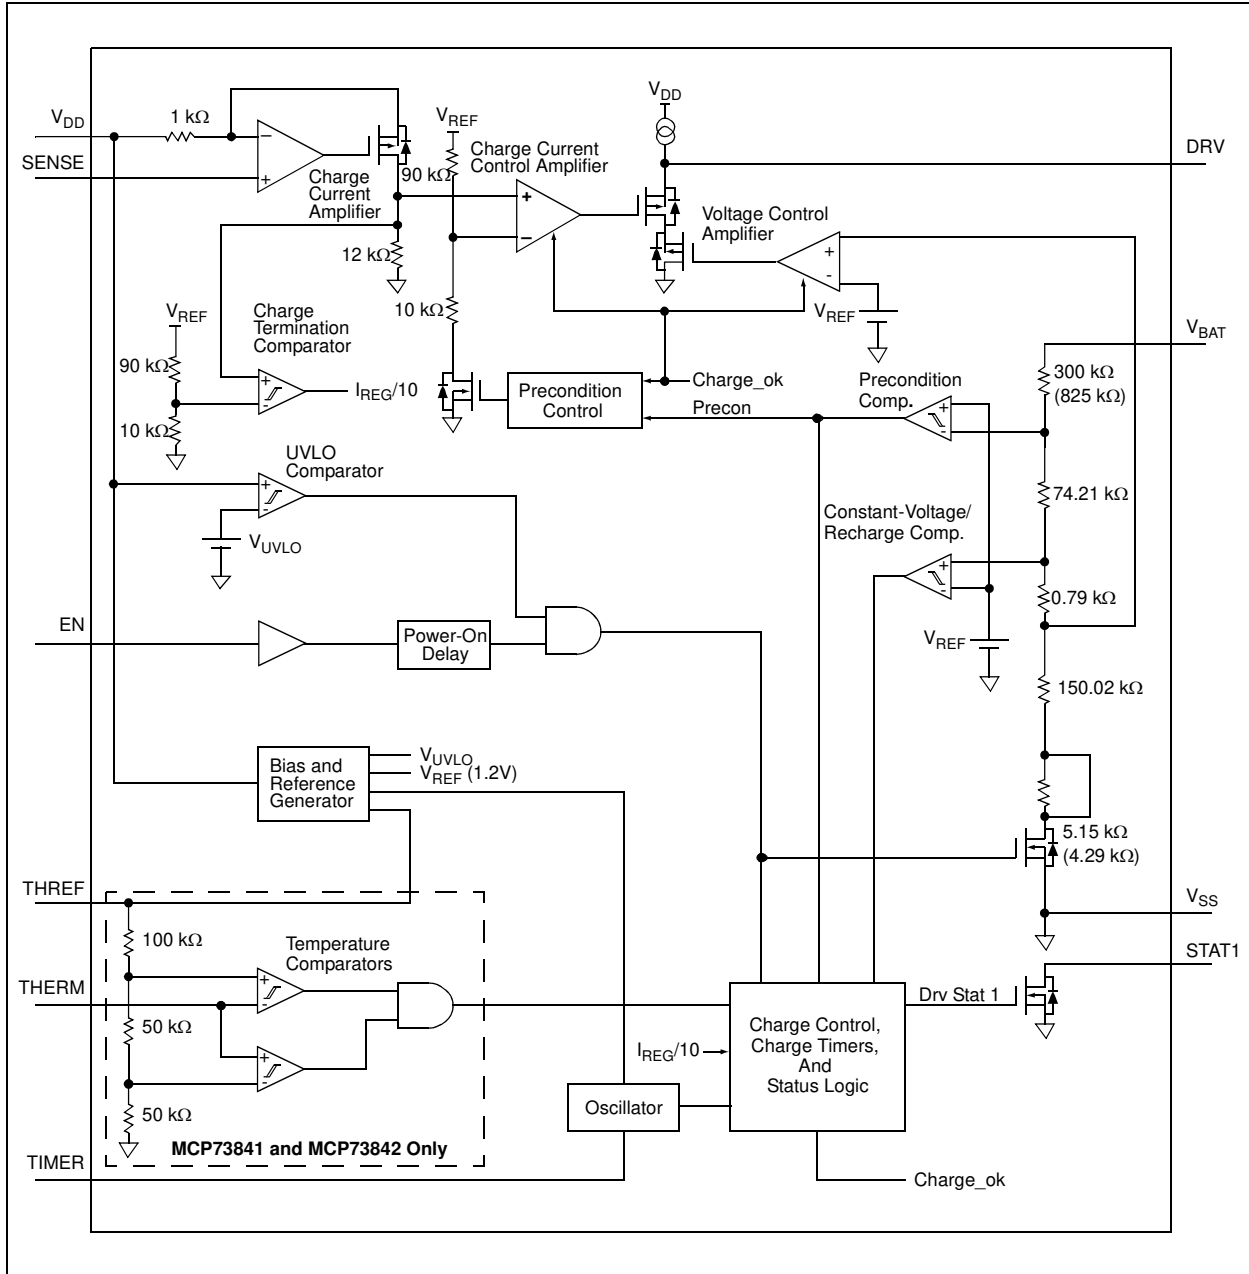 V_DD
1 kΩ
SENSE
Charge
Current
Amplifier
90 kΩ
V_REF
Charge Current
Control Amplifier
V_DD
DRV
Voltage Control
Amplifier
12 kΩ
10 kΩ
V_REF
V_REF
Charge
Termination
Comparator
90 kΩ
10 kΩ
I_REG/10
Precondition
Control
Charge_ok
Precon
Precondition
Comp.
V_BAT
300 kΩ
(825 kΩ)
UVLO
Comparator
V_UVLO
74.21 kΩ
Constant-Voltage/
Recharge Comp.
0.79 kΩ
EN
Power-On
Delay
V_REF
150.02 kΩ
Bias and
Reference
Generator
V_UVLO
V_REF (1.2V)
5.15 kΩ
(4.29 kΩ)
THREF
V_SS
100 kΩ
Temperature
Comparators
STAT1
THERM
50 kΩ
50 kΩ
MCP73841 and MCP73842 Only
Drv Stat 1
Charge Control,
Charge Timers,
And
Status Logic
I_REG/10
Oscillator
TIMER
Charge_ok
+
−
+
−
+
-
+
-
+
-
+
-
+
-
+
-
+
-